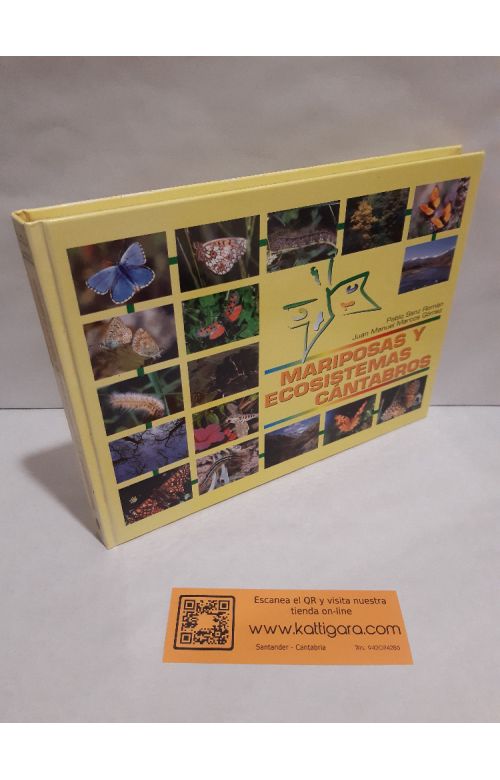 Pablo Sanz Román
Juan Manuel Marcos Gómez
MARIPOSAS Y
ECOSISTEMAS
CÁNTABROS
Escanea el QR y visita nuestra
tienda on-line
www.kattigara.com
Santander - Cantabria